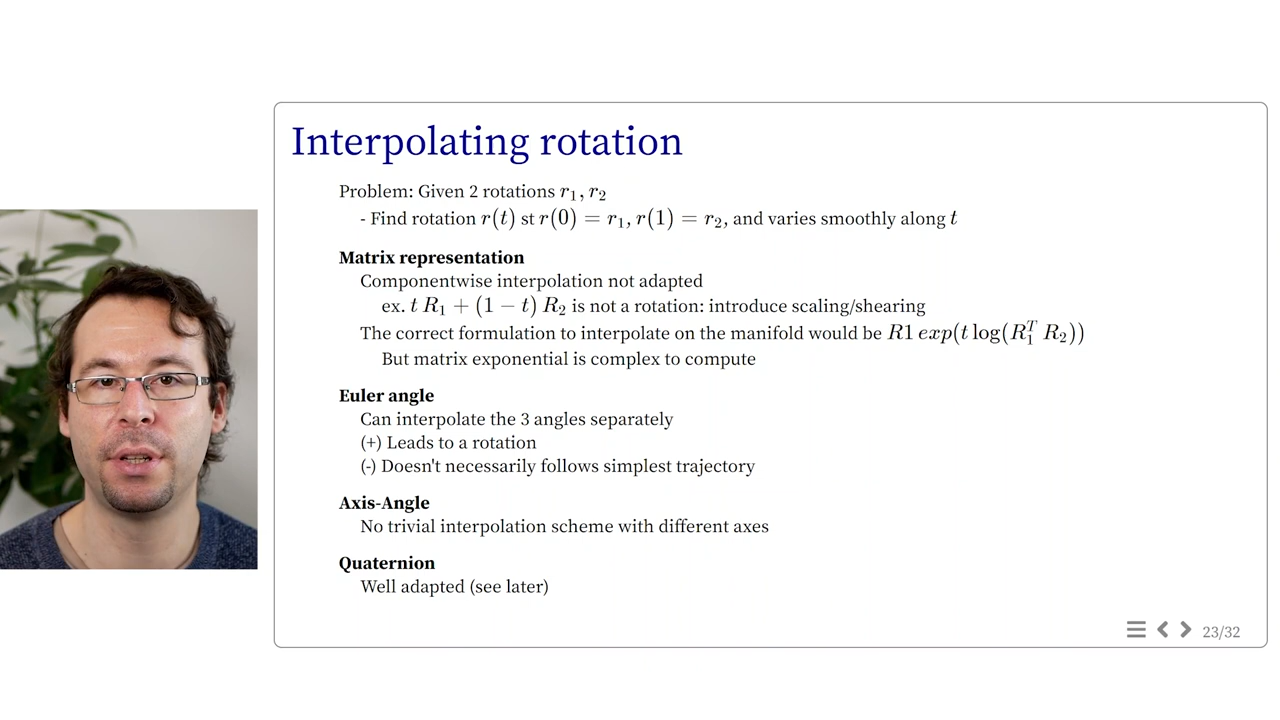 Interpolating rotation
Problem: Given 2 rotations r₁, r₂
- Find rotation r(t) st r(0) = r₁, r(1) = r₂, and varies smoothly along t
Matrix representation
Componentwise interpolation not adapted
ex. t R₁ + (1 − t) R₂ is not a rotation: introduce scaling/shearing
The correct formulation to interpolate on the manifold would be R1 exp(t log(R₁ᵀ R₂))
But matrix exponential is complex to compute
Euler angle
Can interpolate the 3 angles separately
(+) Leads to a rotation
(-) Doesn't necessarily follows simplest trajectory
Axis-Angle
No trivial interpolation scheme with different axes
Quaternion
Well adapted (see later)
23/32